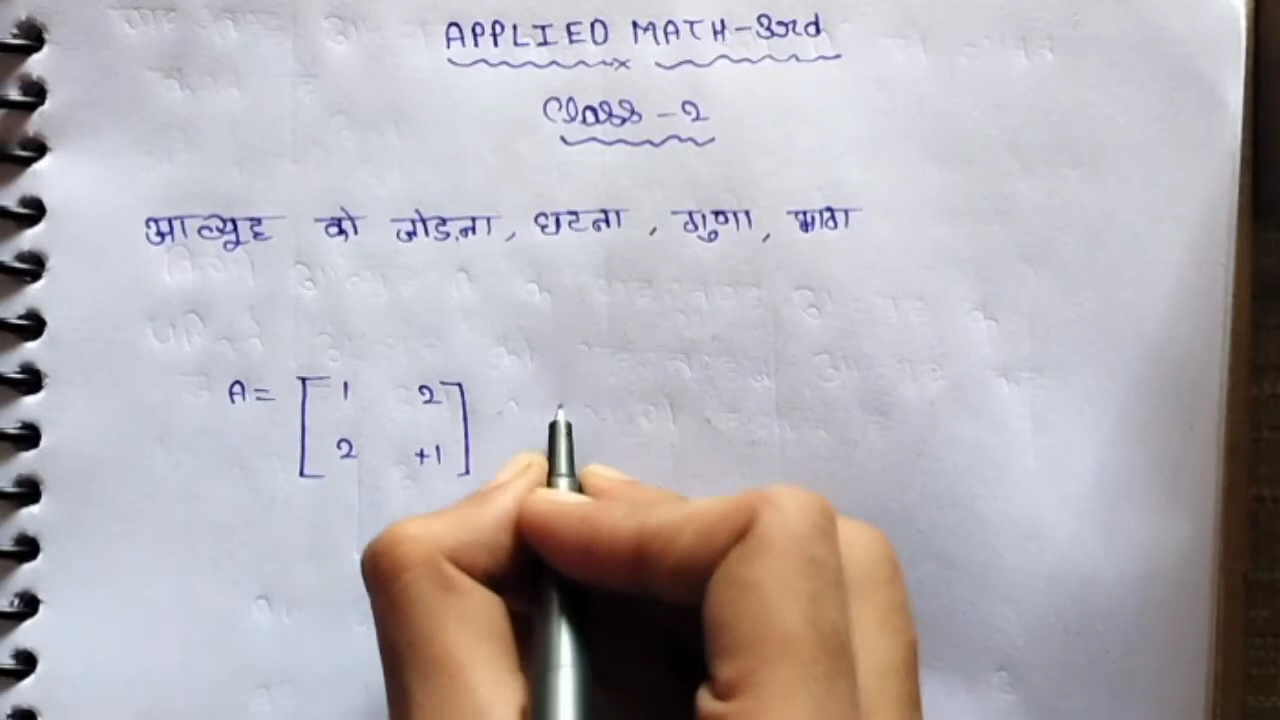 APPLIED MATH-3rd
Class-2
आव्यूह को जोड़ना, घटना, गुणा, भाग
A = [ 1 2
2 +1 ]